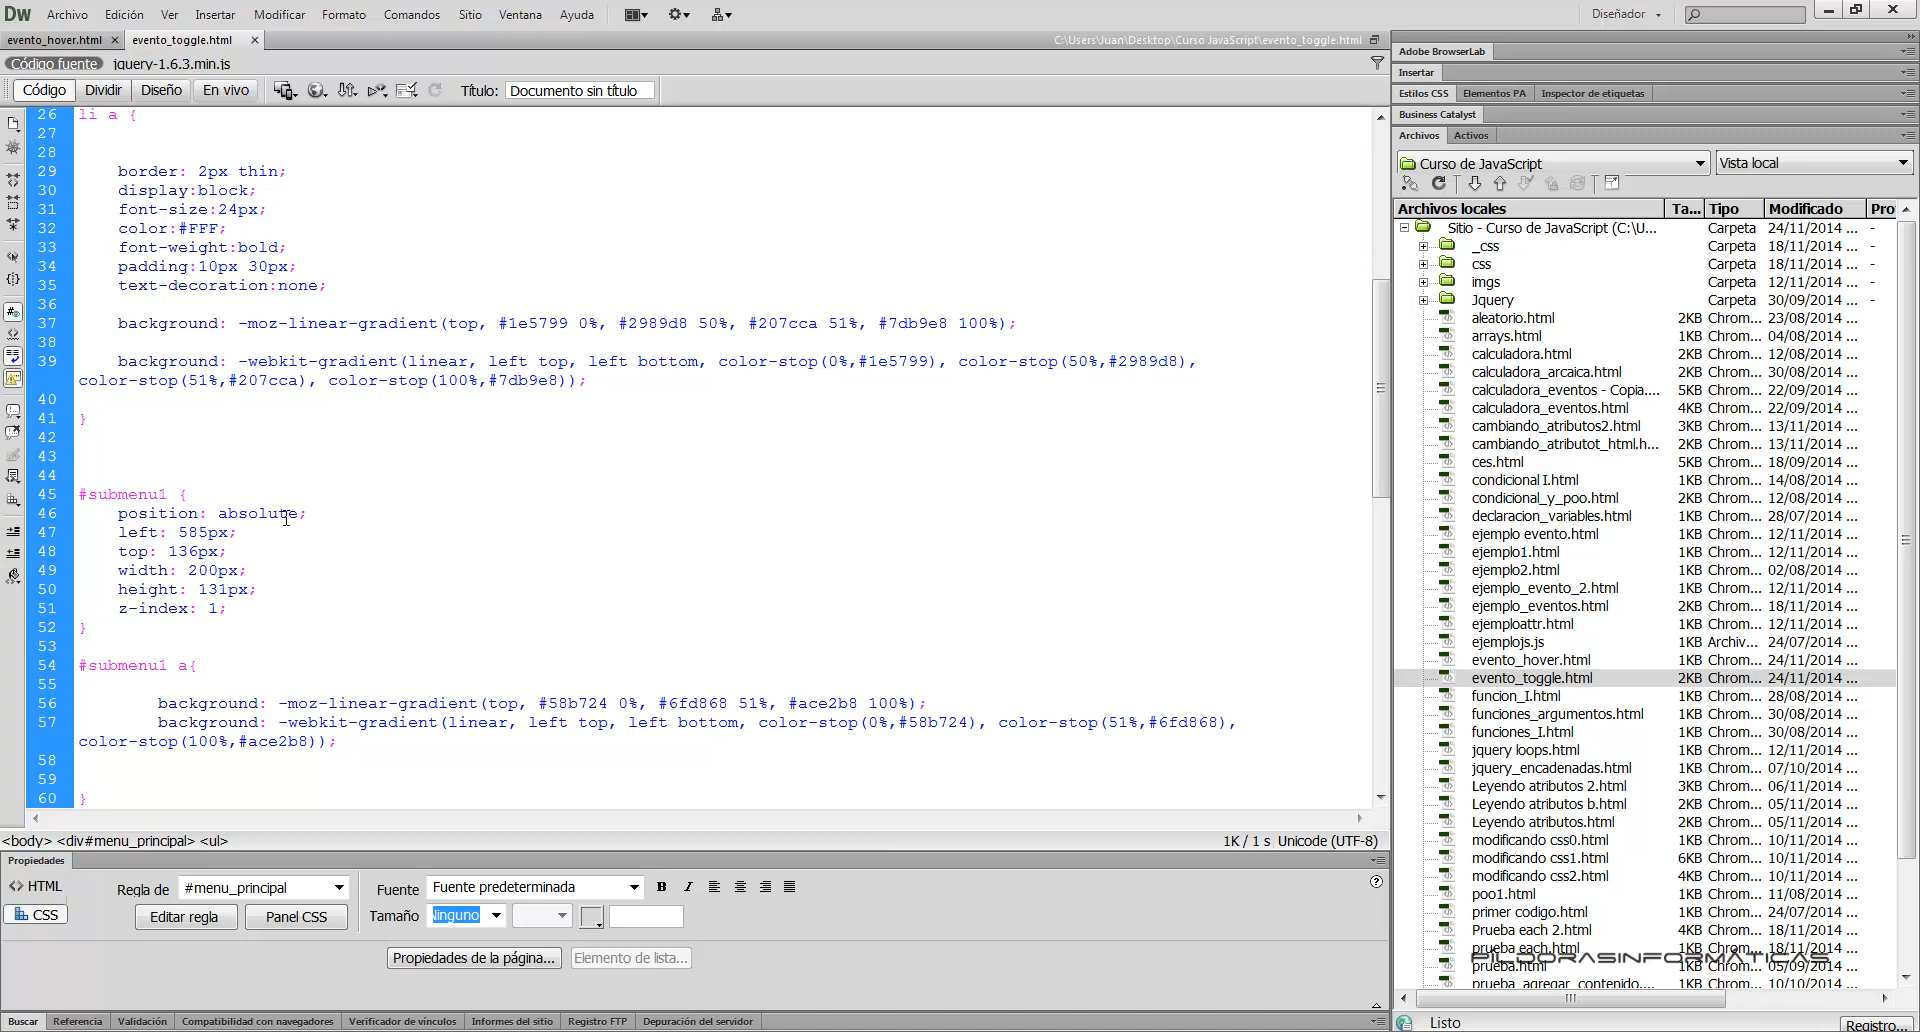 Dw Archivo Edición Ver Insertar Modificar Formato Comandos Sitio Ventana Ayuda Diseñador
evento_hover.html evento_toggle.html C:\Users\Juan\Desktop\Curso JavaScript\evento_toggle.html
Código fuente jquery-1.6.3.min.js
Código Dividir Diseño En vivo Título: Documento sin título
26 li a {
27
28
29 border: 2px thin;
30 display:block;
31 font-size:24px;
32 color:#FFF;
33 font-weight:bold;
34 padding:10px 30px;
35 text-decoration:none;
36
37 background: -moz-linear-gradient(top, #1e5799 0%, #2989d8 50%, #207cca 51%, #7db9e8 100%);
38
39 background: -webkit-gradient(linear, left top, left bottom, color-stop(0%,#1e5799), color-stop(50%,#2989d8),
color-stop(51%,#207cca), color-stop(100%,#7db9e8));
40
41 }
42
43
44
45 #submenu1 {
46 position: absolute;
47 left: 585px;
48 top: 136px;
49 width: 200px;
50 height: 131px;
51 z-index: 1;
52 }
53
54 #submenu1 a{
55
56 background: -moz-linear-gradient(top, #58b724 0%, #6fd868 51%, #ace2b8 100%);
57 background: -webkit-gradient(linear, left top, left bottom, color-stop(0%,#58b724), color-stop(51%,#6fd868),
color-stop(100%,#ace2b8));
58
59
60 }
<body> <div#menu_principal> <ul> 1K / 1 s Unicode (UTF-8)
Propiedades
<> HTML Regla de #menu_principal Fuente Fuente predeterminada B I
CSS Editar regla Panel CSS Tamaño Ninguno
Propiedades de la página... Elemento de lista...
Buscar Referencia Validación Compatibilidad con navegadores Verificador de vínculos Informes del sitio Registro FTP Depuración del servidor
Adobe BrowserLab
Insertar
Estilos CSS Elementos PA Inspector de etiquetas
Business Catalyst
Archivos Activos
Curso de JavaScript Vista local
Archivos locales Ta... Tipo Modificado Pro
Sitio - Curso de JavaScript (C:\U... Carpeta 24/11/2014 ... -
_css Carpeta 18/11/2014 ... -
css Carpeta 18/11/2014 ... -
imgs Carpeta 12/11/2014 ... -
Jquery Carpeta 30/09/2014 ... -
aleatorio.html 2KB Chrom... 23/08/2014 ...
arrays.html 1KB Chrom... 04/08/2014 ...
calculadora.html 2KB Chrom... 12/08/2014 ...
calculadora_arcaica.html 2KB Chrom... 30/08/2014 ...
calculadora_eventos - Copia.... 5KB Chrom... 22/09/2014 ...
calculadora_eventos.html 4KB Chrom... 22/09/2014 ...
cambiando_atributos2.html 3KB Chrom... 13/11/2014 ...
cambiando_atributot_html.h... 2KB Chrom... 13/11/2014 ...
ces.html 5KB Chrom... 18/09/2014 ...
condicional I.html 1KB Chrom... 12/08/2014 ...
condicional_y_poo.html 2KB Chrom... 14/08/2014 ...
declaracion_variables.html 1KB Chrom... 28/07/2014 ...
ejemplo evento.html 1KB Chrom... 12/11/2014 ...
ejemplo1.html 1KB Chrom... 12/11/2014 ...
ejemplo2.html 1KB Chrom... 02/08/2014 ...
ejemplo_evento_2.html 1KB Chrom... 12/11/2014 ...
ejemplo_eventos.html 2KB Chrom... 18/11/2014 ...
ejemploattr.html 1KB Chrom... 12/11/2014 ...
ejemplojs.js 1KB Archiv... 24/07/2014 ...
evento_hover.html 1KB Chrom... 24/11/2014 ...
evento_toggle.html 2KB Chrom... 24/11/2014 ...
funcion_I.html 1KB Chrom... 28/08/2014 ...
funciones_argumentos.html 1KB Chrom... 30/08/2014 ...
funciones_I.html 1KB Chrom... 30/08/2014 ...
jquery loops.html 1KB Chrom... 12/11/2014 ...
jquery_encadenadas.html 1KB Chrom... 07/10/2014 ...
Leyendo atributos 2.html 3KB Chrom... 06/11/2014 ...
Leyendo atributos b.html 2KB Chrom... 05/11/2014 ...
Leyendo atributos.html 2KB Chrom... 05/11/2014 ...
modificando css0.html 1KB Chrom... 10/11/2014 ...
modificando css1.html 6KB Chrom... 10/11/2014 ...
modificando css2.html 4KB Chrom... 10/11/2014 ...
poo1.html 1KB Chrom... 11/08/2014 ...
primer codigo.html 1KB Chrom... 24/07/2014 ...
Prueba each 2.html 4KB Chrom... 18/11/2014 ...
prueba each.html 1KB Chrom... 18/11/2014 ...
PILDORASINFORMATICAS
prueba.html 1KB Chrom... 05/09/2014 ...
prueba_agregar_contenido.... 1KB Chrom... 10/10/2014 ...
Listo Registro...